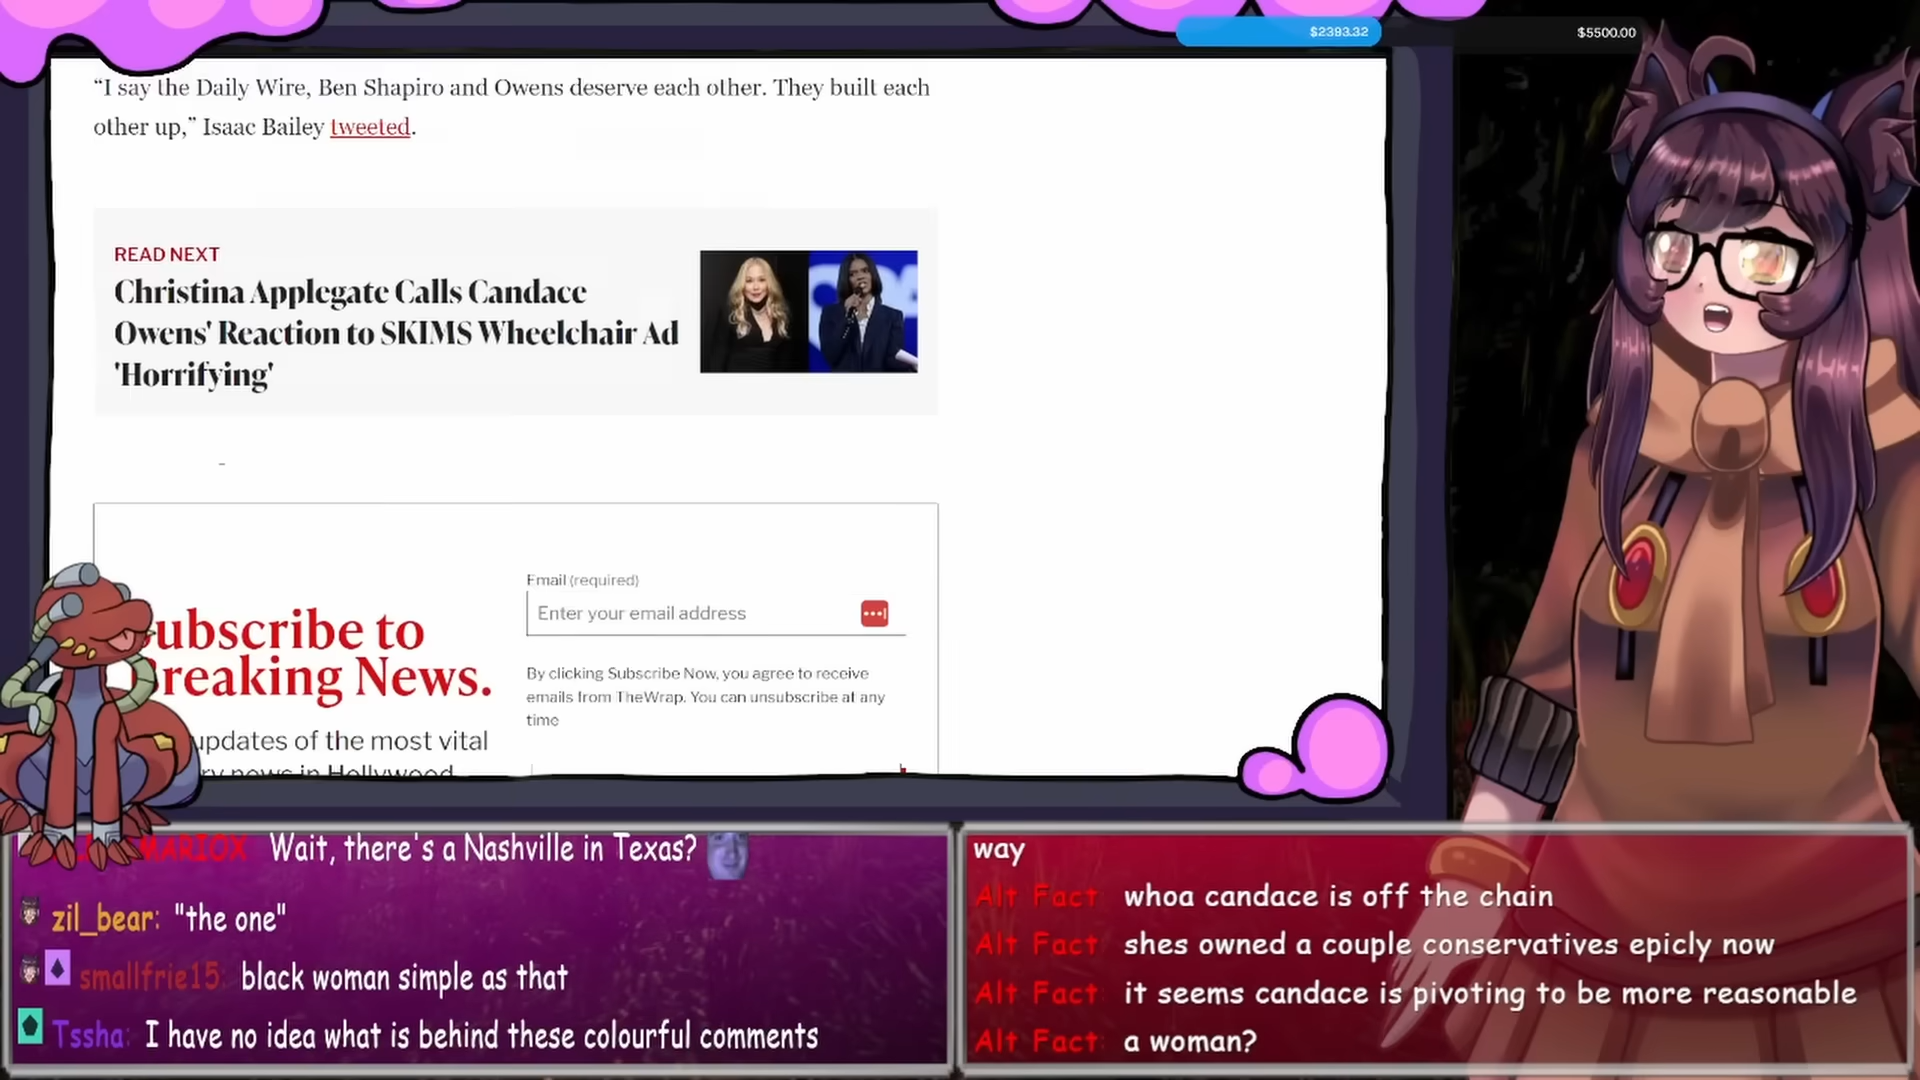 $2393.32
$5500.00
“I say the Daily Wire, Ben Shapiro and Owens deserve each other. They built each
other up,” Isaac Bailey tweeted.
READ NEXT
Christina Applegate Calls Candace
Owens' Reaction to SKIMS Wheelchair Ad
'Horrifying'
Email (required)
Enter your email address
ubscribe to
reaking News.
By clicking Subscribe Now, you agree to receive
emails from TheWrap. You can unsubscribe at any
time
updates of the most vital
news in Hollywood
MARIOX Wait, there's a Nashville in Texas?
zil_bear: "the one"
smallfrie15: black woman simple as that
Tssha: I have no idea what is behind these colourful comments
way
Alt Fact: whoa candace is off the chain
Alt Fact: shes owned a couple conservatives epicly now
Alt Fact: it seems candace is pivoting to be more reasonable
Alt Fact: a woman?